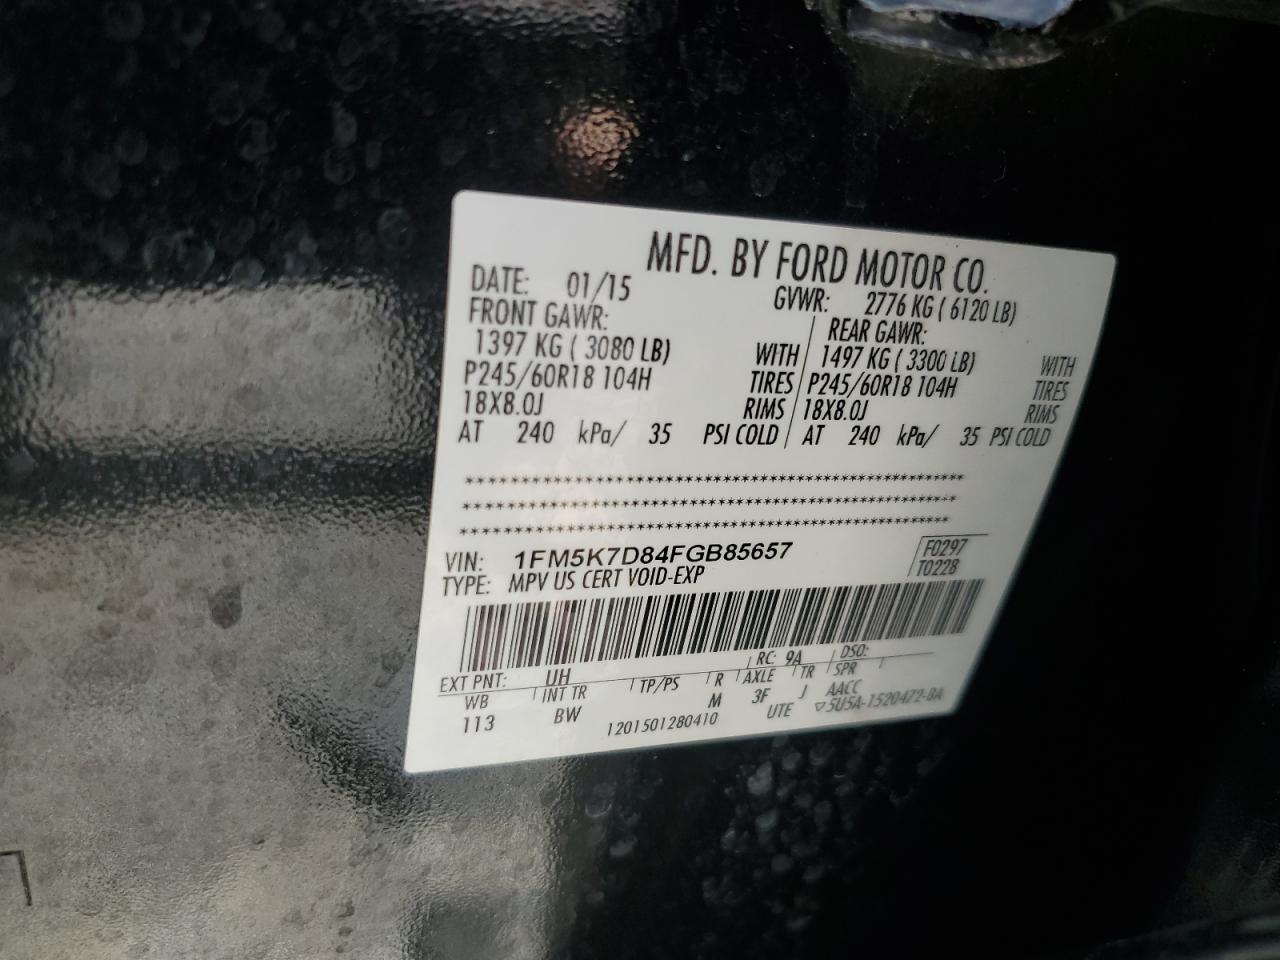 MFD. BY FORD MOTOR CO.
DATE: 01/15 GVWR: 2776 KG ( 6120 LB)
FRONT GAWR: REAR GAWR:
1397 KG ( 3080 LB) WITH 1497 KG ( 3300 LB) WITH
P245/60R18 104H TIRES P245/60R18 104H TIRES
18X8.0J RIMS 18X8.0J RIMS
AT 240 kPa/ 35 PSI COLD AT 240 kPa/ 35 PSI COLD
VIN: 1FM5K7D84FGB85657 F0297
TYPE: MPV US CERT VOID-EXP T0228
EXT PNT: UH RC: 9A DSO:
WB INT TR TP/PS R AXLE TR SPR
113 BW M 3F J AACC
1201501280410 UTE ▽5U5A-1520472-BA